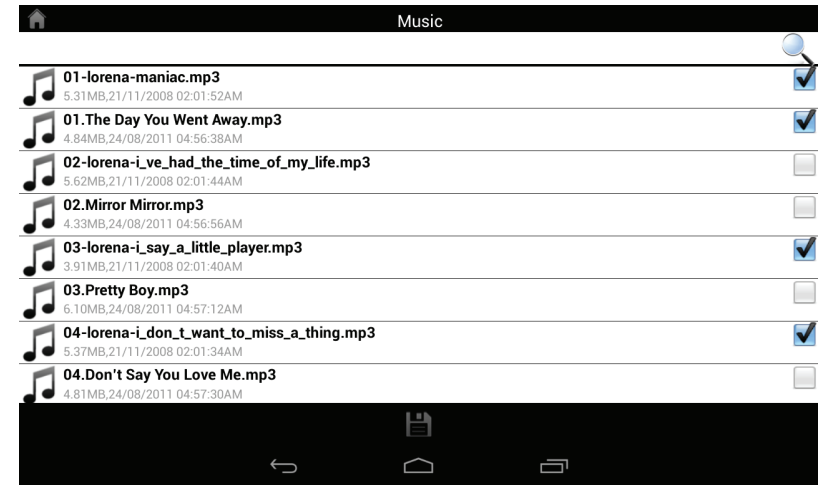 Music
01-lorena-maniac.mp3
5.31MB,21/11/2008 02:01:52AM
01.The Day You Went Away.mp3
4.84MB,24/08/2011 04:56:38AM
02-lorena-i_ve_had_the_time_of_my_life.mp3
5.62MB,21/11/2008 02:01:44AM
02.Mirror Mirror.mp3
4.33MB,24/08/2011 04:56:56AM
03-lorena-i_say_a_little_player.mp3
3.91MB,21/11/2008 02:01:40AM
03.Pretty Boy.mp3
6.10MB,24/08/2011 04:57:12AM
04-lorena-i_don_t_want_to_miss_a_thing.mp3
5.37MB,21/11/2008 02:01:34AM
04.Don't Say You Love Me.mp3
4.81MB,24/08/2011 04:57:30AM